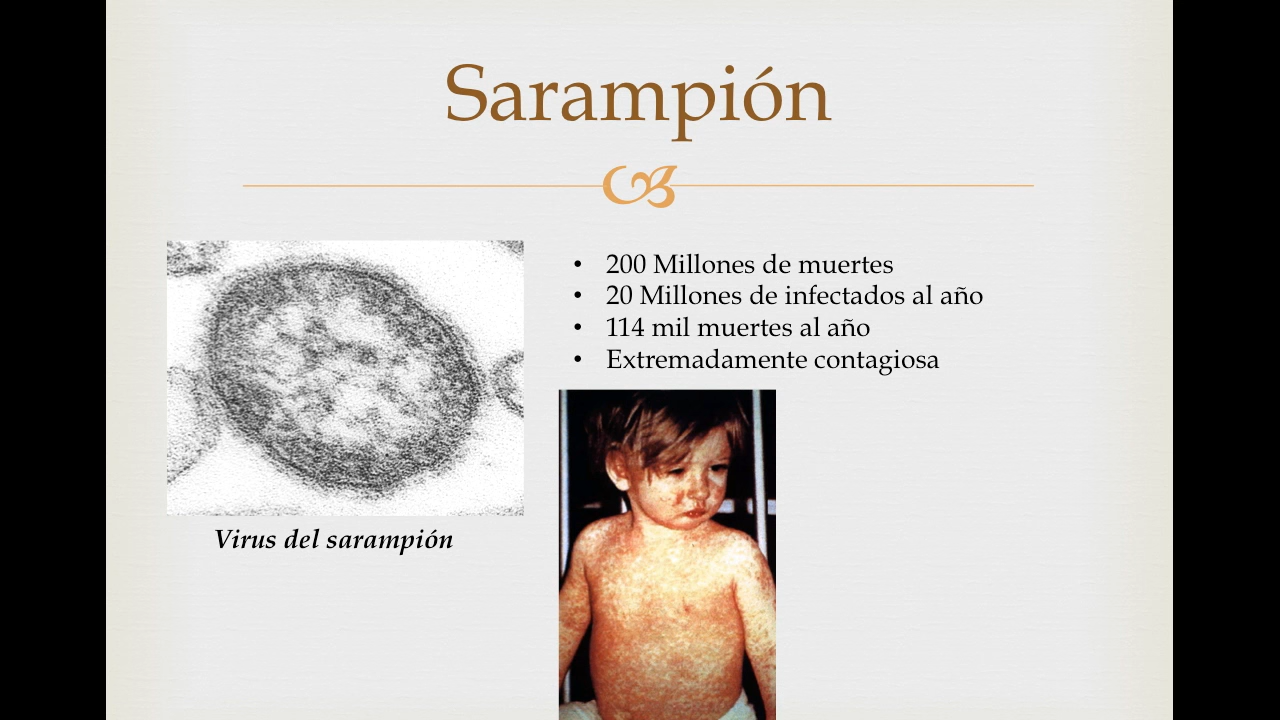 Sarampión
• 200 Millones de muertes
• 20 Millones de infectados al año
• 114 mil muertes al año
• Extremadamente contagiosa
Virus del sarampión